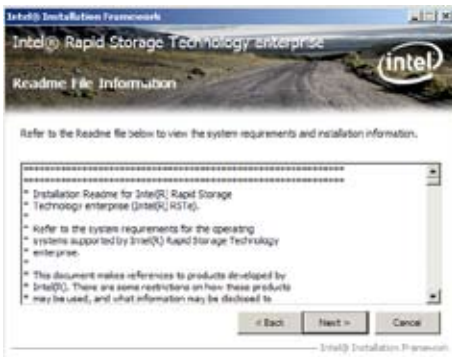 Intel® Installation Framework
Intel® Rapid Storage Technology enterprise
intel
Readme File Information
Refer to the Readme file below to view the system requirements and installation information.
************************************************************
************************************************************
* Installation Readme for Intel(R) Rapid Storage
* Technology enterprise (Intel(R) RSTe).
*
* Refer to the system requirements for the operating
* systems supported by Intel(R) Rapid Storage Technology
* enterprise.
*
* This document makes references to products developed by
* Intel(R). There are some restrictions on how these products
* may be used, and what information may be disclosed to
< Back
Next >
Cancel
Intel® Installation Framework